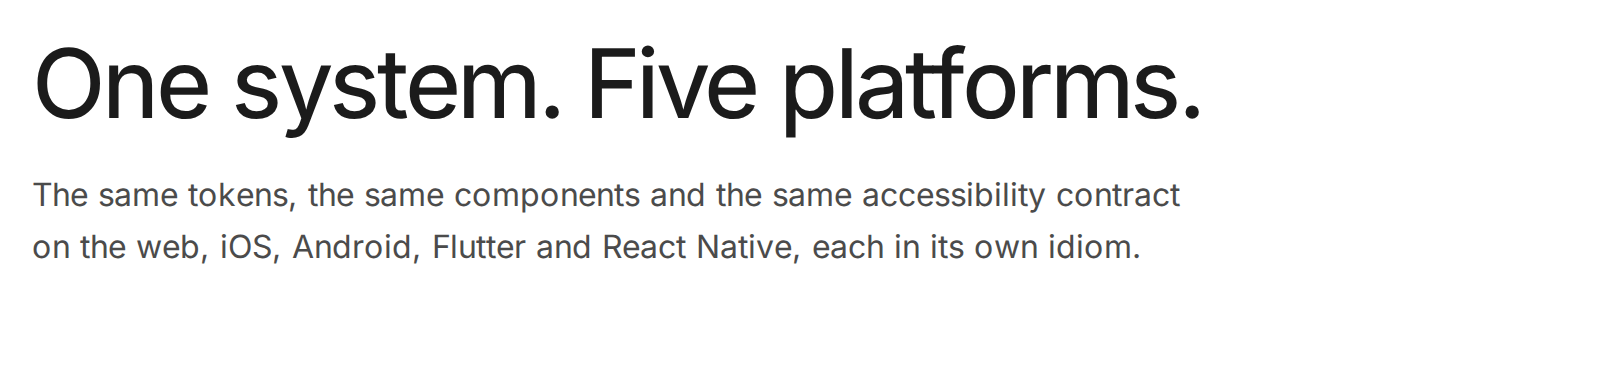 One system. Five platforms.
The same tokens, the same components and the same accessibility contract
on the web, iOS, Android, Flutter and React Native, each in its own idiom.